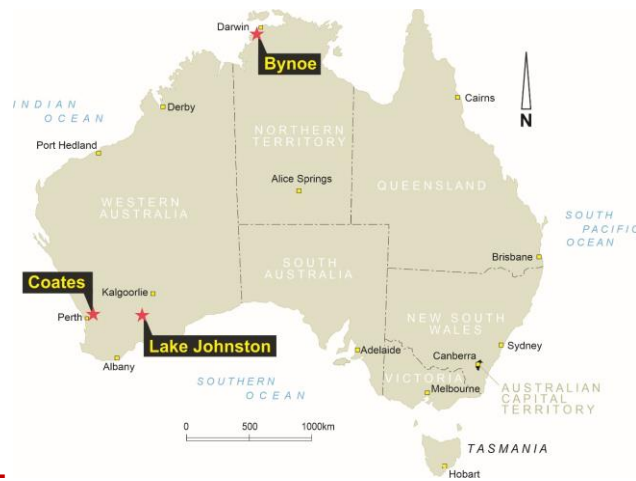 Darwin
Bynoe
INDIAN
OCEAN
Derby
Cairns
N
Port Hedland
NORTHERN
TERRITORY
Alice Springs
QUEENSLAND
WESTERN
AUSTRALIA
SOUTH
PACIFIC
OCEAN
SOUTH
AUSTRALIA
Brisbane
Coates
Kalgoorlie
NEW SOUTH
WALES
Perth
Lake Johnston
Sydney
Adelaide
Canberra
Albany
SOUTHERN
OCEAN
VICTORIA
AUSTRALIAN
CAPITAL
TERRITORY
Melbourne
0 500 1000km
TASMANIA
Hobart